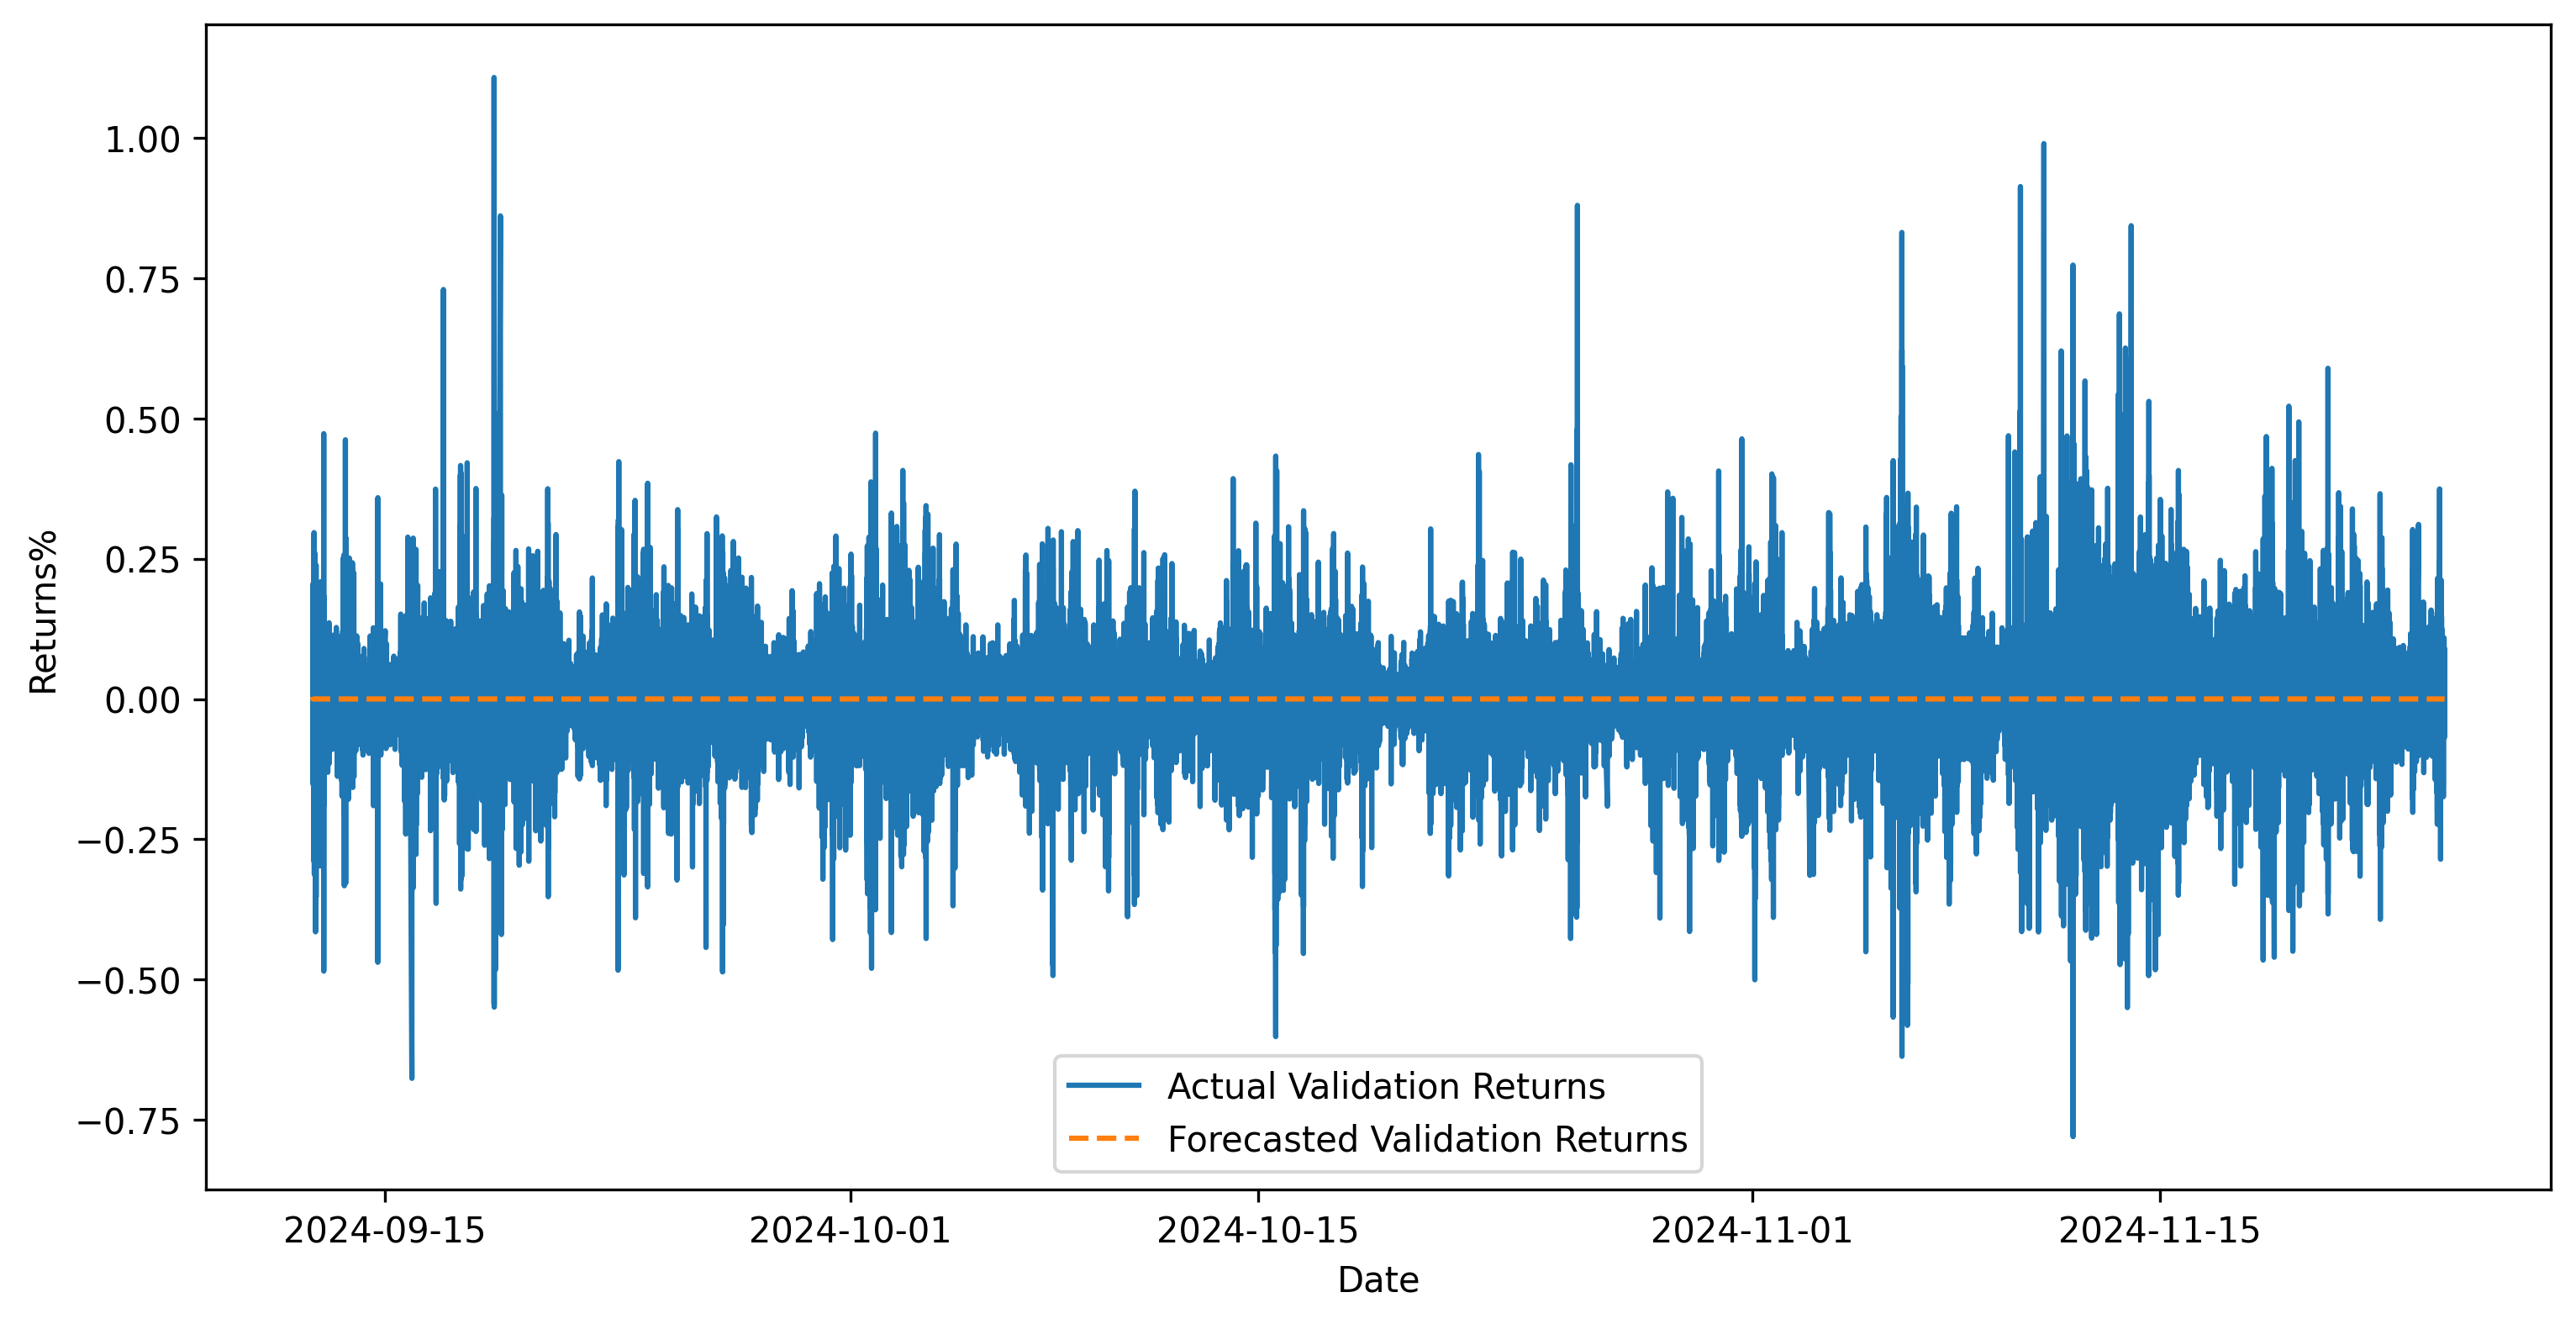 1.00
0.75
0.50
0.25
0.00
−0.25
−0.50
−0.75
Returns%
Actual Validation Returns
Forecasted Validation Returns
2024-09-15 2024-10-01 2024-10-15 2024-11-01 2024-11-15
Date